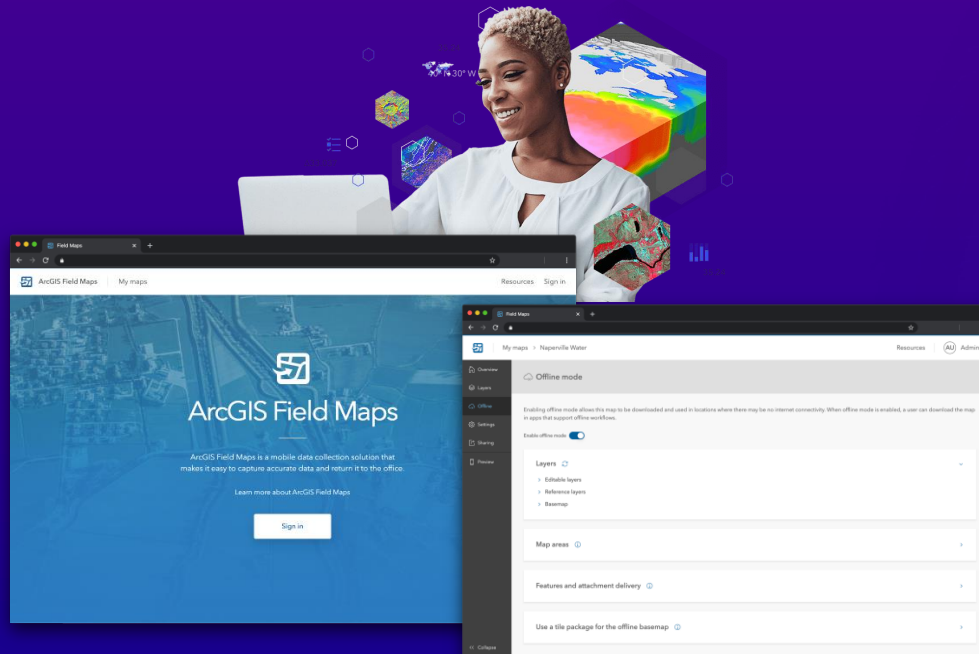 40° N 30° W
Field Maps
ArcGIS Field Maps
My maps
Resources
Sign in
ArcGIS Field Maps
ArcGIS Field Maps is a mobile data collection solution that
makes it easy to capture accurate data and return it to the office.
Learn more about ArcGIS Field Maps
Sign in
Field Maps
My maps > Naperville Water
Resources
AU
Admin
Overview
Layers
Offline
Settings
Sharing
Preview
Collapse
Offline mode
Enabling offline mode allows this map to be downloaded and used in locations where there may be no internet connectivity. When offline mode is enabled, a user can download the map
in apps that support offline workflows.
Enable offline mode
Layers
Editable layers
Reference layers
Basemap
Map areas
Features and attachment delivery
Use a tile package for the offline basemap